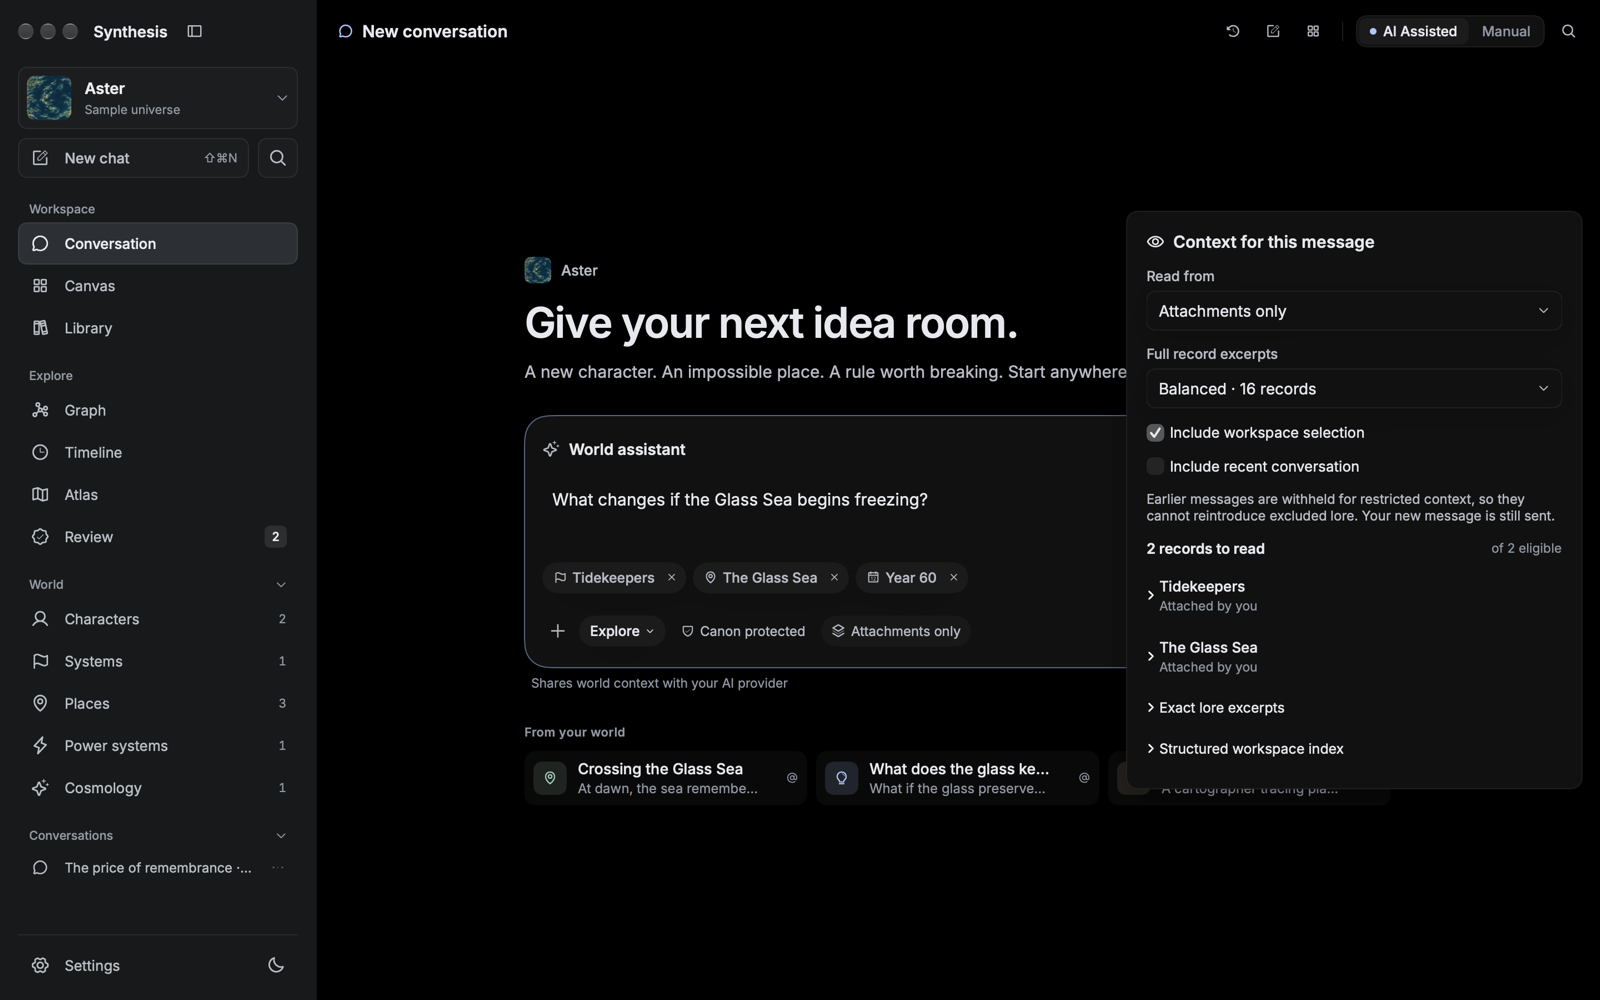 Synthesis
Aster
Sample universe
New chat
⇧⌘N
Workspace
Conversation
Canvas
Library
Explore
Graph
Timeline
Atlas
Review
2
World
Characters
2
Systems
1
Places
3
Power systems
1
Cosmology
1
Conversations
The price of remembrance ·...
Settings
New conversation
AI Assisted
Manual
Aster
Give your next idea room.
A new character. An impossible place. A rule worth breaking. Start anywhere
World assistant
What changes if the Glass Sea begins freezing?
Tidekeepers ×
The Glass Sea ×
Year 60 ×
Explore
Canon protected
Attachments only
Shares world context with your AI provider
From your world
Crossing the Glass Sea
At dawn, the sea remembe...
@
What does the glass ke...
What if the glass preserve...
@
A cartographer tracing pla...
Context for this message
Read from
Attachments only
Full record excerpts
Balanced · 16 records
Include workspace selection
Include recent conversation
Earlier messages are withheld for restricted context, so they
cannot reintroduce excluded lore. Your new message is still sent.
2 records to read
of 2 eligible
Tidekeepers
Attached by you
The Glass Sea
Attached by you
Exact lore excerpts
Structured workspace index